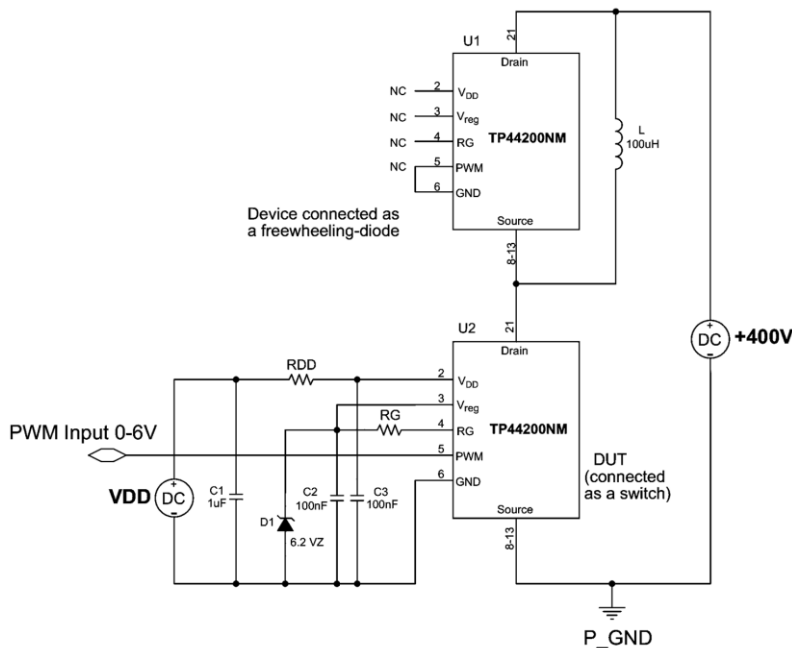 21
U1
Drain
NC 2 VDD
NC 3 Vreg
NC 4 RG
TP44200NM
NC 5 PWM
6 GND
L
100uH
Device connected as
a freewheeling-diode
Source
8-13
21
U2
Drain
RDD
2 VDD
3 Vreg
RG
4 RG
TP44200NM
PWM Input 0-6V
5 PWM
6 GND
+
DC
-
+400V
DUT
(connected
as a switch)
+
VDD
DC
-
C1
1uF
C2
100nF
C3
100nF
D1
6.2 VZ
Source
8-13
P_GND